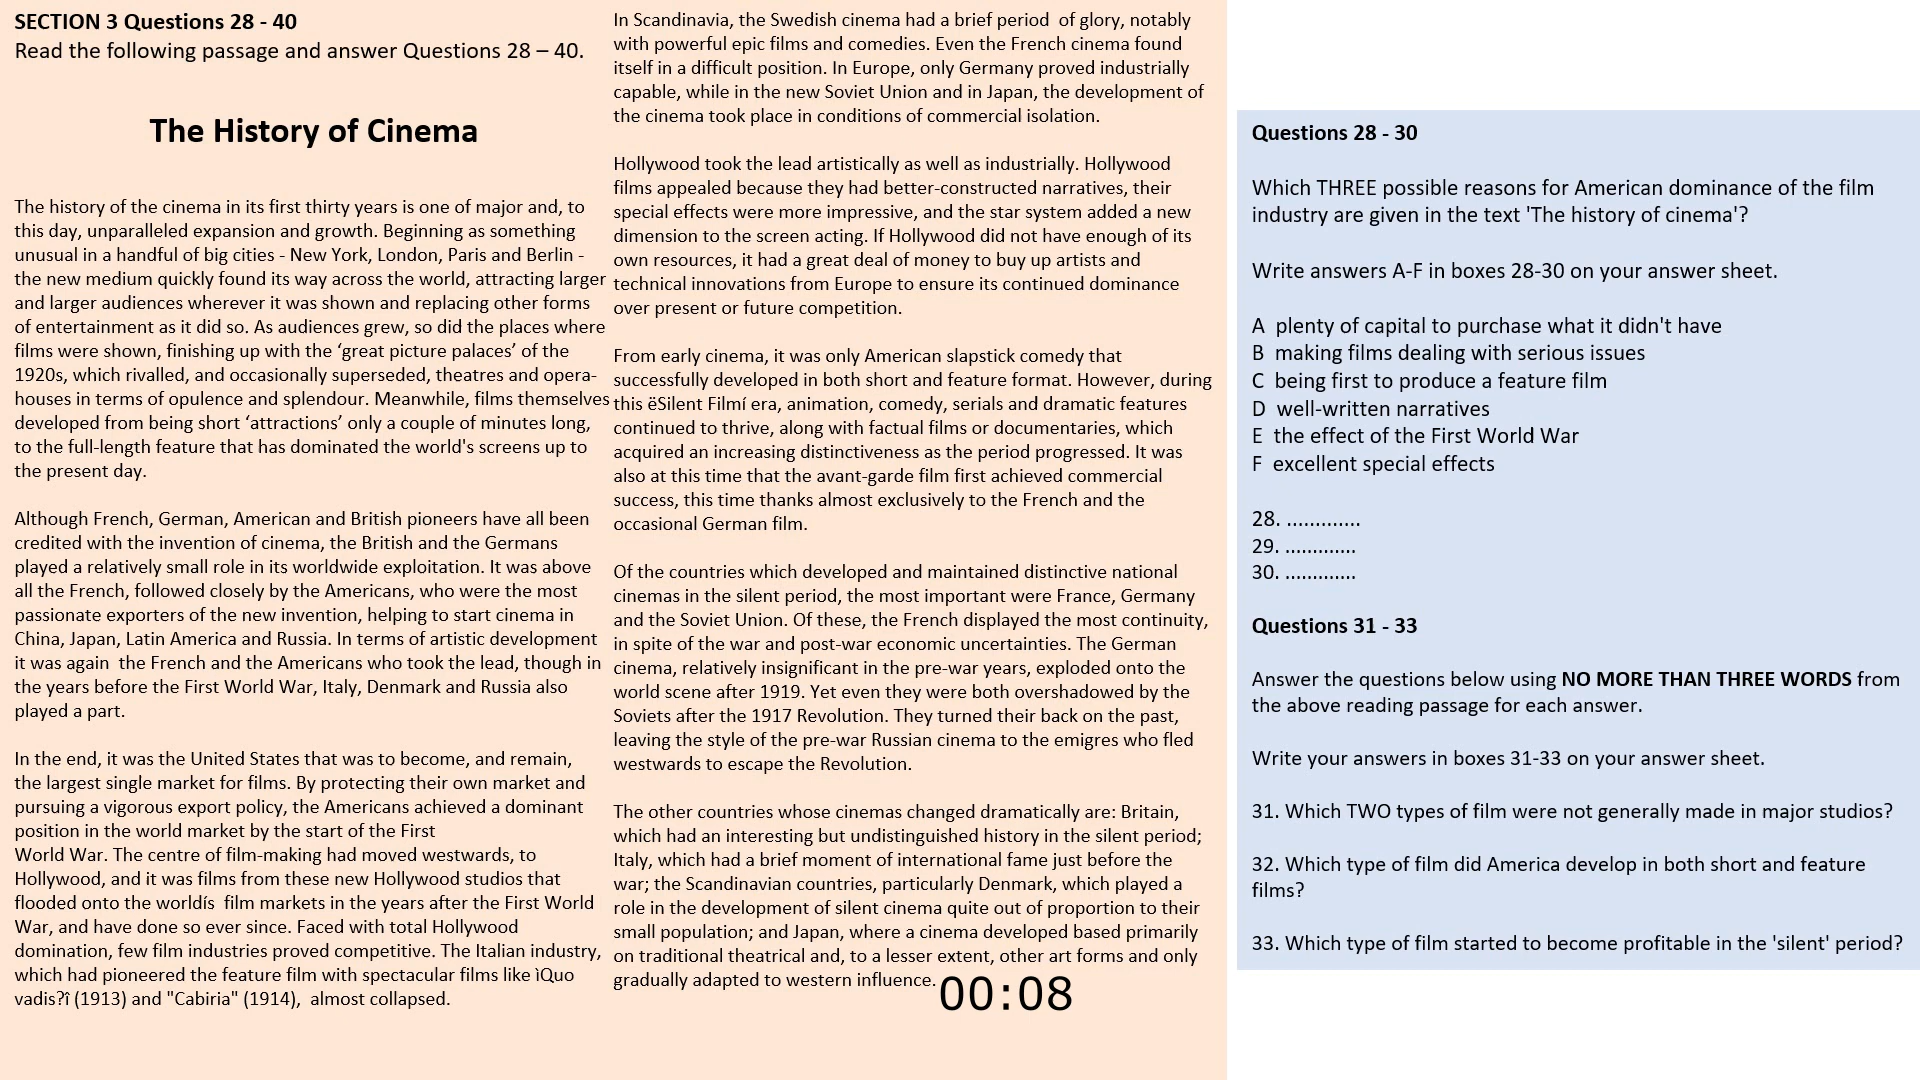 SECTION 3 Questions 28 - 40
Read the following passage and answer Questions 28 – 40.
The History of Cinema
The history of the cinema in its first thirty years is one of major and, to
this day, unparalleled expansion and growth. Beginning as something
unusual in a handful of big cities - New York, London, Paris and Berlin -
the new medium quickly found its way across the world, attracting larger
and larger audiences wherever it was shown and replacing other forms
of entertainment as it did so. As audiences grew, so did the places where
films were shown, finishing up with the ‘great picture palaces’ of the
1920s, which rivalled, and occasionally superseded, theatres and opera-
houses in terms of opulence and splendour. Meanwhile, films themselves
developed from being short ‘attractions’ only a couple of minutes long,
to the full-length feature that has dominated the world's screens up to
the present day.
Although French, German, American and British pioneers have all been
credited with the invention of cinema, the British and the Germans
played a relatively small role in its worldwide exploitation. It was above
all the French, followed closely by the Americans, who were the most
passionate exporters of the new invention, helping to start cinema in
China, Japan, Latin America and Russia. In terms of artistic development
it was again  the French and the Americans who took the lead, though in
the years before the First World War, Italy, Denmark and Russia also
played a part.
In the end, it was the United States that was to become, and remain,
the largest single market for films. By protecting their own market and
pursuing a vigorous export policy, the Americans achieved a dominant
position in the world market by the start of the First
World War. The centre of film-making had moved westwards, to
Hollywood, and it was films from these new Hollywood studios that
flooded onto the worldís  film markets in the years after the First World
War, and have done so ever since. Faced with total Hollywood
domination, few film industries proved competitive. The Italian industry,
which had pioneered the feature film with spectacular films like ìQuo
vadis?î (1913) and "Cabiria" (1914),  almost collapsed.
In Scandinavia, the Swedish cinema had a brief period  of glory, notably
with powerful epic films and comedies. Even the French cinema found
itself in a difficult position. In Europe, only Germany proved industrially
capable, while in the new Soviet Union and in Japan, the development of
the cinema took place in conditions of commercial isolation.
Hollywood took the lead artistically as well as industrially. Hollywood
films appealed because they had better-constructed narratives, their
special effects were more impressive, and the star system added a new
dimension to the screen acting. If Hollywood did not have enough of its
own resources, it had a great deal of money to buy up artists and
technical innovations from Europe to ensure its continued dominance
over present or future competition.
From early cinema, it was only American slapstick comedy that
successfully developed in both short and feature format. However, during
this ëSilent Filmí era, animation, comedy, serials and dramatic features
continued to thrive, along with factual films or documentaries, which
acquired an increasing distinctiveness as the period progressed. It was
also at this time that the avant-garde film first achieved commercial
success, this time thanks almost exclusively to the French and the
occasional German film.
Of the countries which developed and maintained distinctive national
cinemas in the silent period, the most important were France, Germany
and the Soviet Union. Of these, the French displayed the most continuity,
in spite of the war and post-war economic uncertainties. The German
cinema, relatively insignificant in the pre-war years, exploded onto the
world scene after 1919. Yet even they were both overshadowed by the
Soviets after the 1917 Revolution. They turned their back on the past,
leaving the style of the pre-war Russian cinema to the emigres who fled
westwards to escape the Revolution.
The other countries whose cinemas changed dramatically are: Britain,
which had an interesting but undistinguished history in the silent period;
Italy, which had a brief moment of international fame just before the
war; the Scandinavian countries, particularly Denmark, which played a
role in the development of silent cinema quite out of proportion to their
small population; and Japan, where a cinema developed based primarily
on traditional theatrical and, to a lesser extent, other art forms and only
gradually adapted to western influence.
00:08
Questions 28 - 30
Which THREE possible reasons for American dominance of the film
industry are given in the text 'The history of cinema'?
Write answers A-F in boxes 28-30 on your answer sheet.
A  plenty of capital to purchase what it didn't have
B  making films dealing with serious issues
C  being first to produce a feature film
D  well-written narratives
E  the effect of the First World War
F  excellent special effects
28. .............
29. .............
30. .............
Questions 31 - 33
Answer the questions below using NO MORE THAN THREE WORDS from
the above reading passage for each answer.
Write your answers in boxes 31-33 on your answer sheet.
31. Which TWO types of film were not generally made in major studios?
32. Which type of film did America develop in both short and feature
films?
33. Which type of film started to become profitable in the 'silent' period?